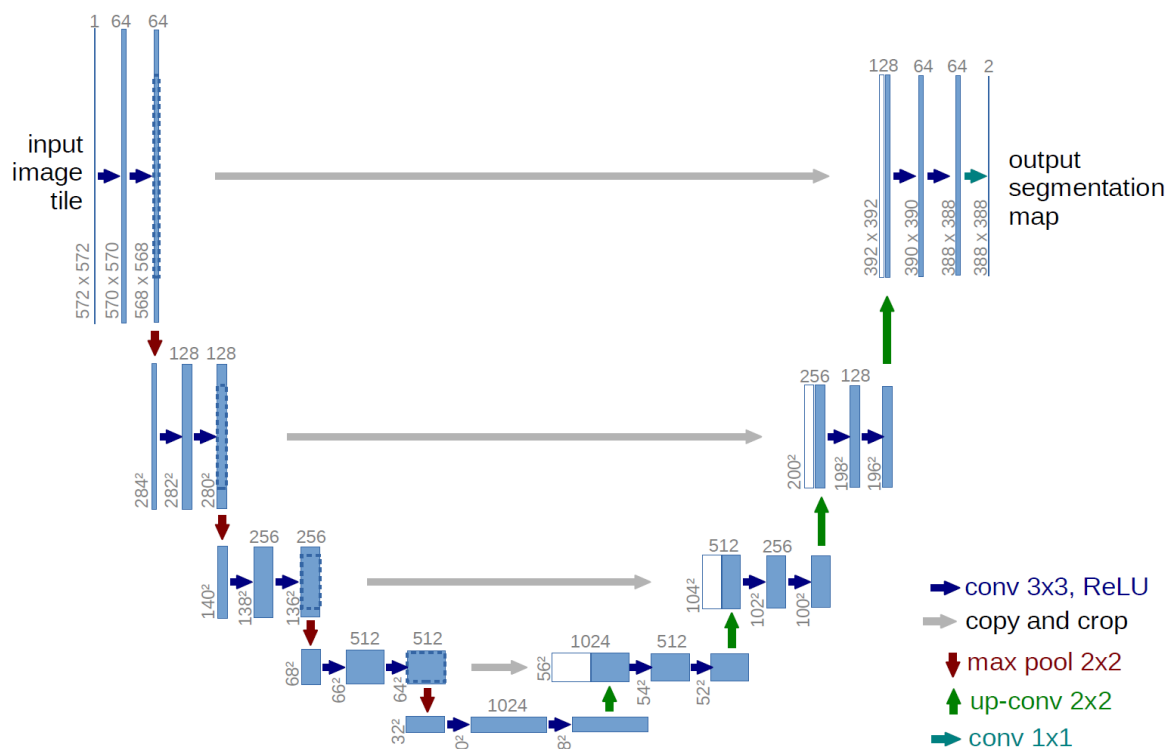 1 64 64
input
image
tile
572 x 572
570 x 570
568 x 568
128 64 64 2
output
segmentation
map
392 x 392
390 x 390
388 x 388
388 x 388
128 128
284²
282²
280²
256 128
200²
198²
196²
256 256
140²
138²
136²
512 256
104²
102²
100²
512 512
68²
66²
64²
1024 512
56²
54²
52²
1024
32²
0²
8²
conv 3x3, ReLU
copy and crop
max pool 2x2
up-conv 2x2
conv 1x1